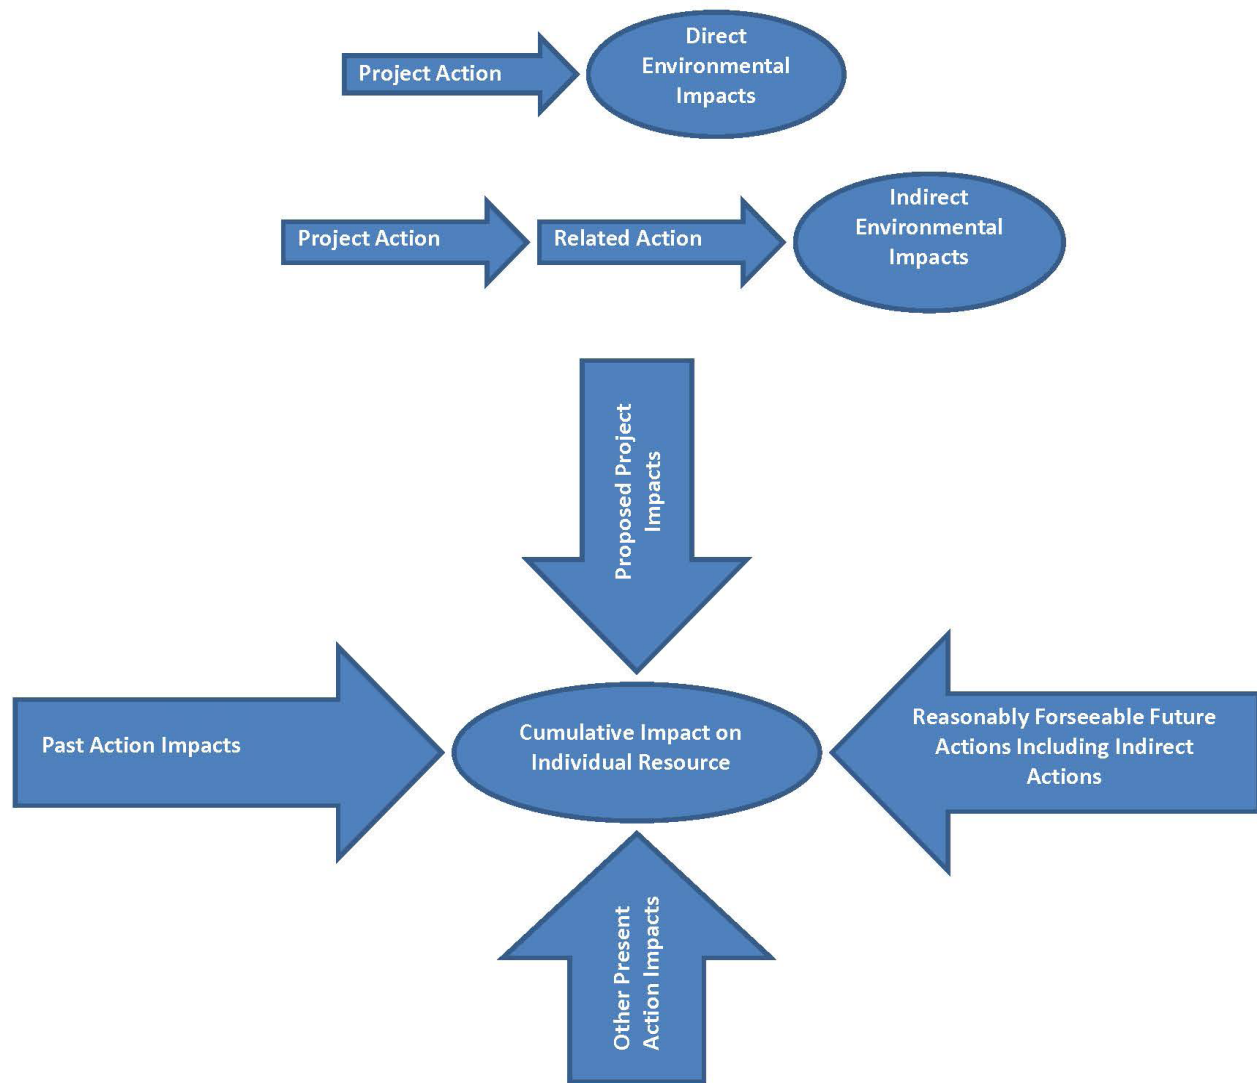 Project Action
Direct
Environmental
Impacts
Project Action
Related Action
Indirect
Environmental
Impacts
Proposed Project
Impacts
Past Action Impacts
Cumulative Impact on
Individual Resource
Reasonably Forseeable Future
Actions Including Indirect
Actions
Other Present
Action Impacts